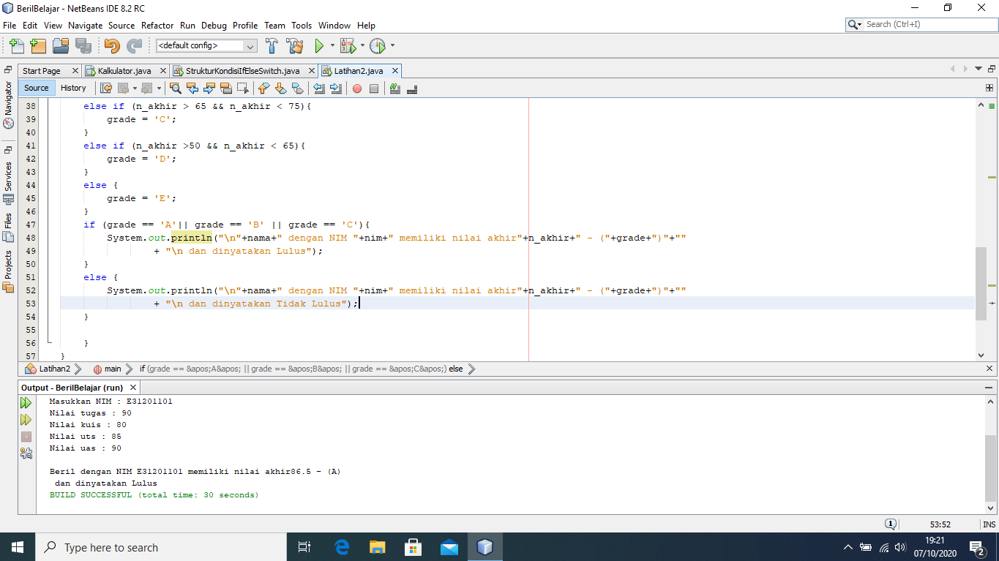 BerilBelajar - NetBeans IDE 8.2 RC
File Edit View Navigate Source Refactor Run Debug Profile Team Tools Window Help
Search (Ctrl+I)
<default config>
Start Page Kalkulator.java StrukturKondisiIfElseSwitch.java Latihan2.java
Source History
Navigator
Services
Files
Projects
38 else if (n_akhir > 65 && n_akhir < 75){
39 grade = 'C';
40 }
41 else if (n_akhir >50 && n_akhir < 65){
42 grade = 'D';
43 }
44 else {
45 grade = 'E';
46 }
47 if (grade == 'A'|| grade == 'B' || grade == 'C'){
48 System.out.println("\n"+nama+" dengan NIM "+nim+" memiliki nilai akhir"+n_akhir+" - ("+grade+")"+""
49 + "\n dan dinyatakan Lulus");
50 }
51 else {
52 System.out.println("\n"+nama+" dengan NIM "+nim+" memiliki nilai akhir"+n_akhir+" - ("+grade+")"+""
53 + "\n dan dinyatakan Tidak Lulus");
54 }
55
56 }
57 }
Latihan2 main if (grade == &apos;A&apos; || grade == &apos;B&apos; || grade == &apos;C&apos;) else
Output - BerilBelajar (run)
Masukkan NIM : E31201101
Nilai tugas : 90
Nilai kuis : 80
Nilai uts : 85
Nilai uas : 90
Beril dengan NIM E31201101 memiliki nilai akhir86.5 - (A)
dan dinyatakan Lulus
BUILD SUCCESSFUL (total time: 30 seconds)
1 53:52 INS
Type here to search
19:21
07/10/2020
2